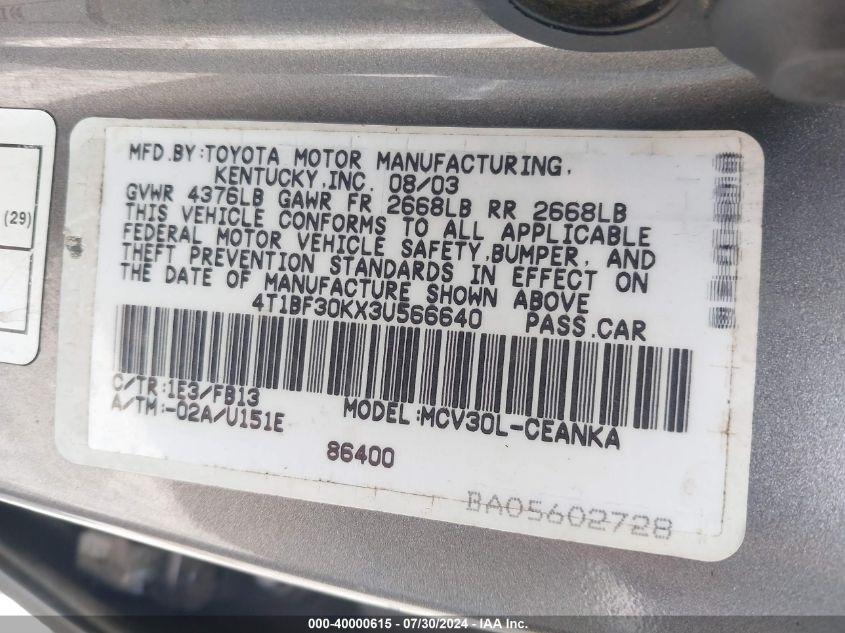 (29)
MFD.BY:TOYOTA MOTOR MANUFACTURING,
KENTUCKY,INC. 08/03
GVWR 4376LB GAWR FR 2668LB RR 2668LB
THIS VEHICLE CONFORMS TO ALL APPLICABLE
FEDERAL MOTOR VEHICLE SAFETY,BUMPER, AND
THEFT PREVENTION STANDARDS IN EFFECT ON
THE DATE OF MANUFACTURE SHOWN ABOVE
4T1BF30KX3U566640 PASS.CAR
C/TR:1E3/FB13
A/TM:-02A/U151E MODEL:MCV30L-CEANKA
86400
BA05602728
000-40000615 - 07/30/2024 - IAAI, Inc.